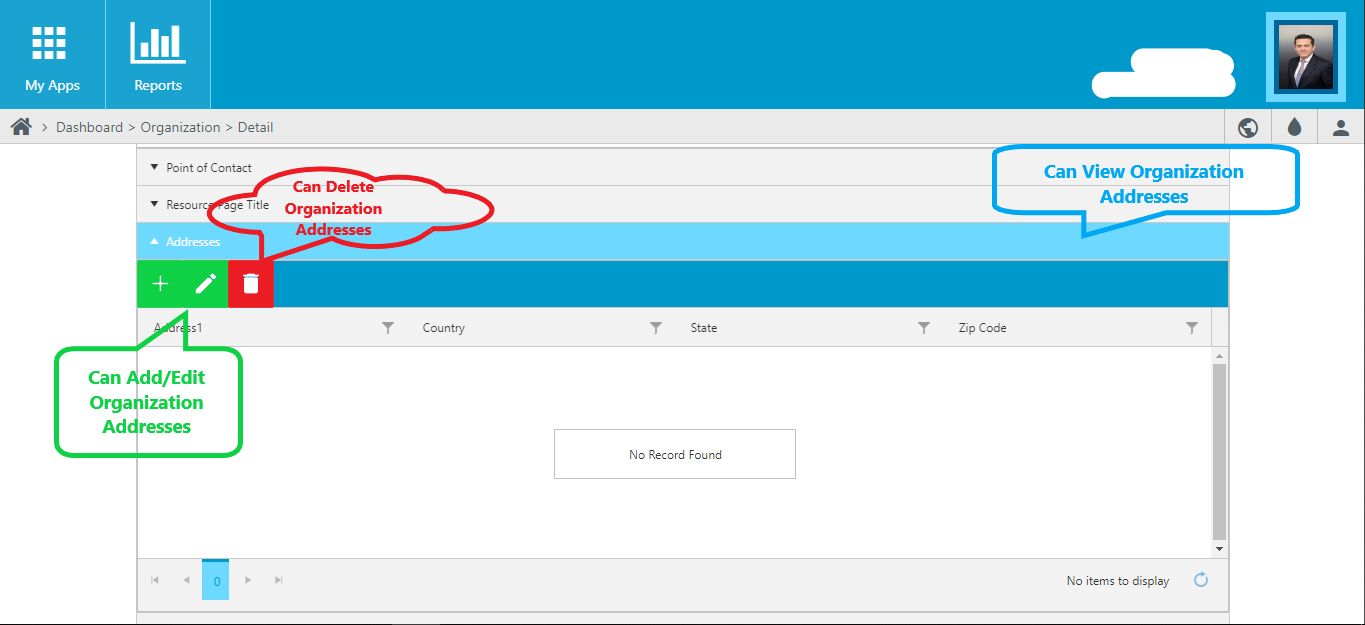 My Apps
Reports
Dashboard > Organization > Detail
Point of Contact
Can View Organization
Addresses
Can Delete
Organization
Addresses
Resource Page Title
Addresses
Address1
Country
State
Zip Code
Can Add/Edit
Organization
Addresses
No Record Found
0
No items to display